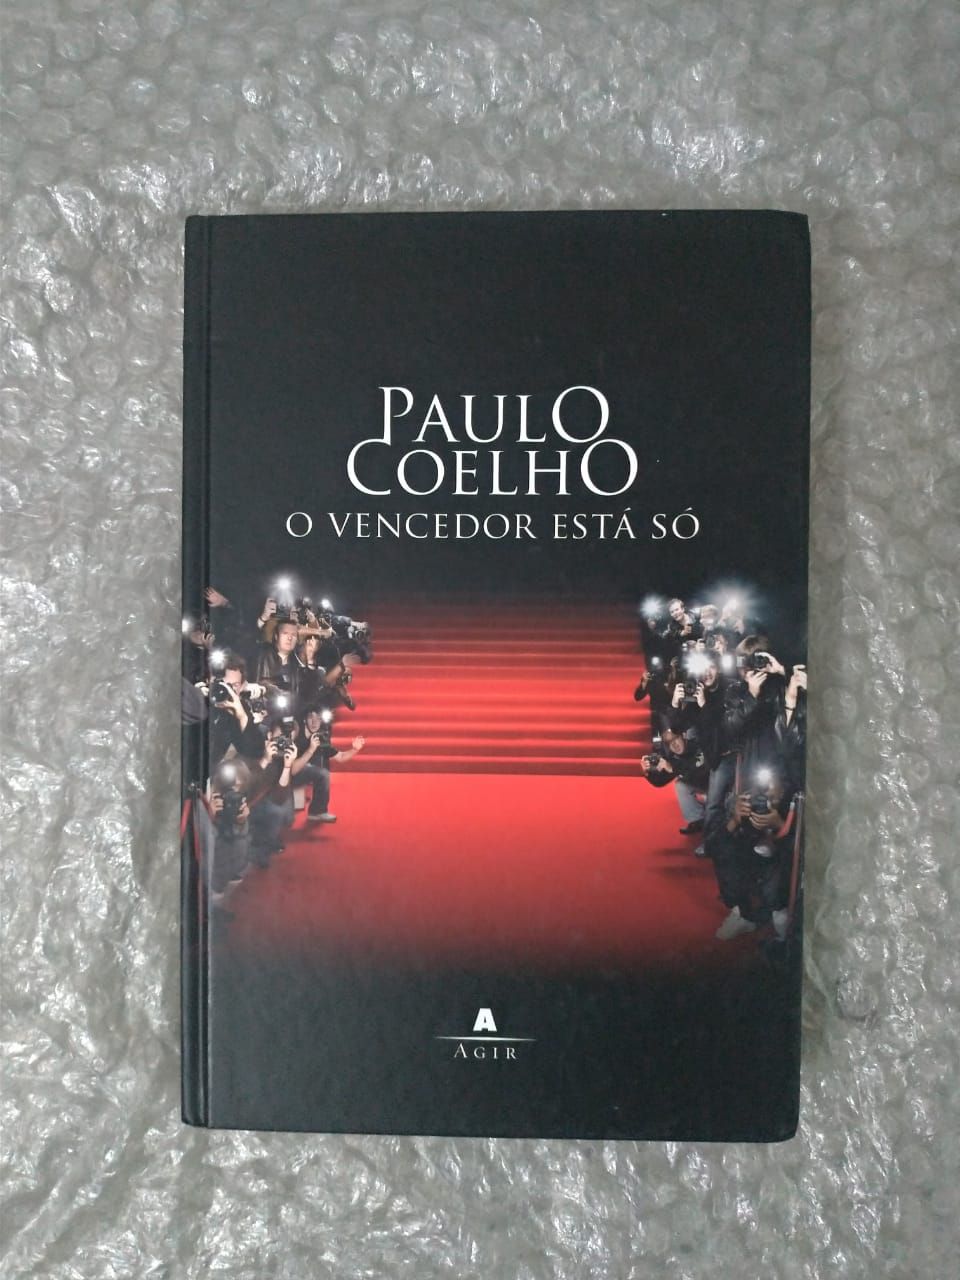 PAULO
COELHO
O VENCEDOR ESTÁ SÓ
A
AGIR